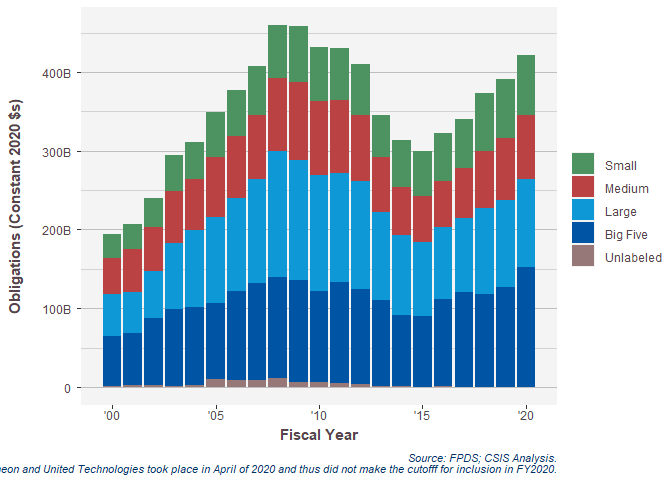 Obligations (Constant 2020 $s)
400B
300B
200B
100B
0
'00
'05
'10
'15
'20
Fiscal Year
Small
Medium
Large
Big Five
Unlabeled
Source: FPDS; CSIS Analysis.
and United Technologies took place in April of 2020 and thus did not make the cutofff for inclusion in FY2020.